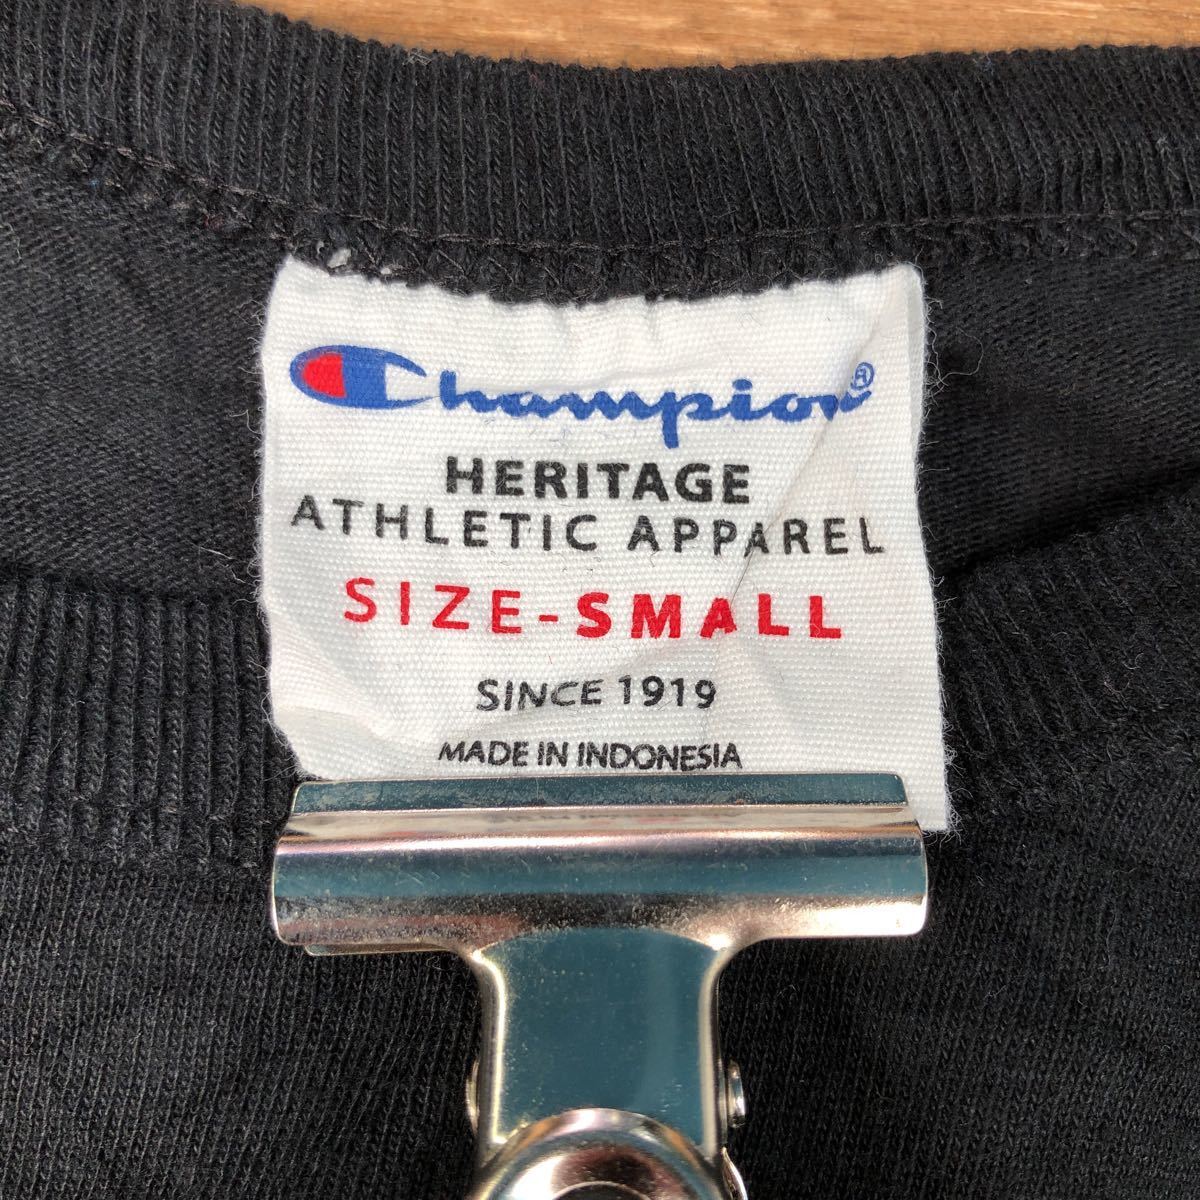 Champion®
HERITAGE
ATHLETIC APPAREL
SIZE-SMALL
SINCE 1919
MADE IN INDONESIA